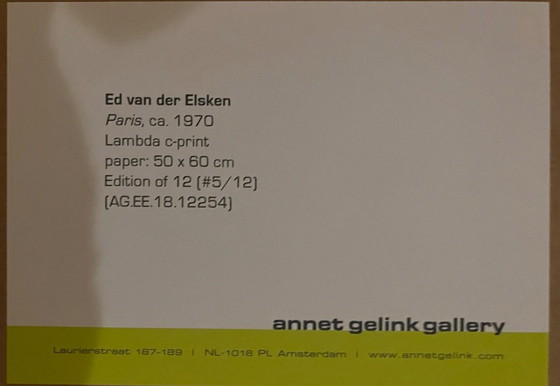 Ed van der Elsken
Paris, ca. 1970
Lambda c-print
paper: 50 x 60 cm
Edition of 12 (#5/12)
(AG.EE.18.12254)
annet gelink gallery
Laurierstraat 187-189 | NL-1016 PL Amsterdam | www.annetgelink.com